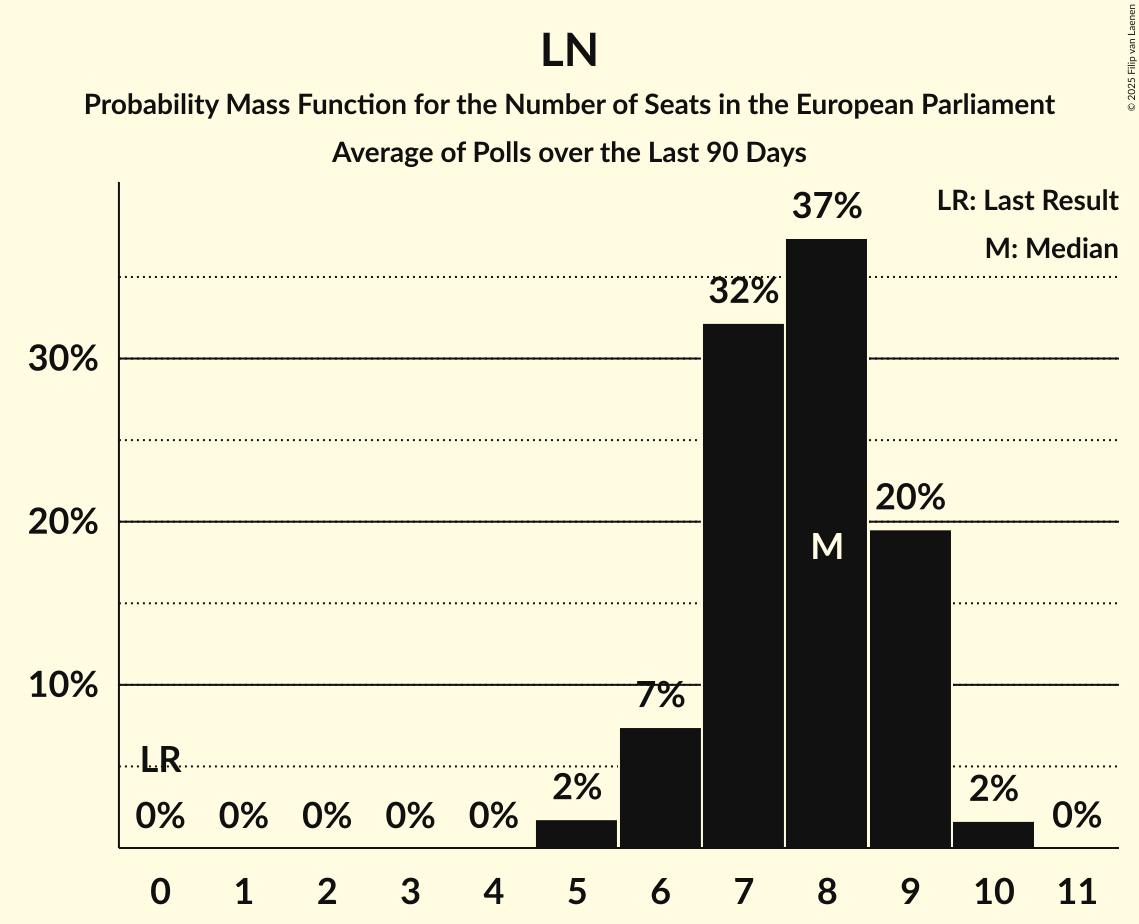 LN
Probability Mass Function for the Number of Seats in the European Parliament
Average of Polls over the Last 90 Days
© 2025 Filip van Laenen
LR: Last Result
M: Median
37%
32%
30%
20%
20%
M
10%
7%
LR
2%
2%
0% 0% 0% 0% 0% 0%
0 1 2 3 4 5 6 7 8 9 10 11